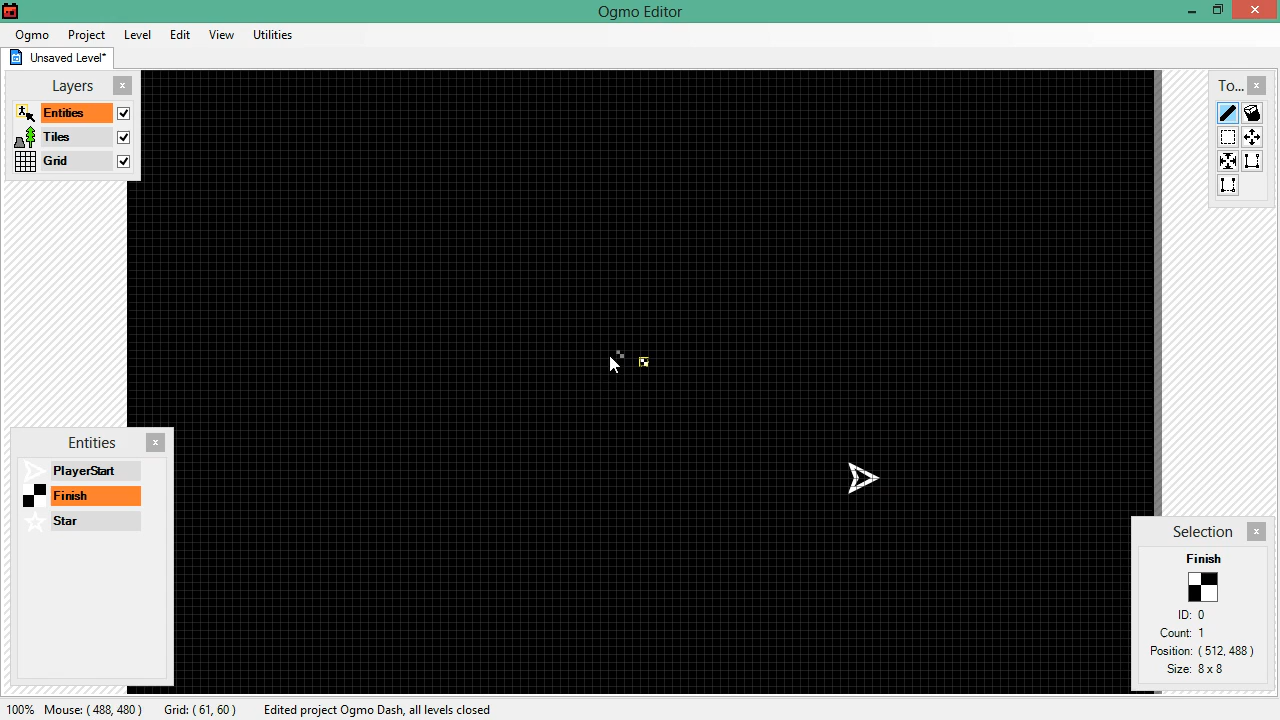 Ogmo Editor
Ogmo Project Level Edit View Utilities
Unsaved Level*
Layers
Entities
Tiles
Grid
To...
Entities
PlayerStart
Finish
Star
Selection
Finish
ID: 0
Count: 1
Position: ( 512, 488 )
Size: 8 x 8
100% Mouse: ( 488, 480 ) Grid: ( 61, 60 ) Edited project Ogmo Dash, all levels closed